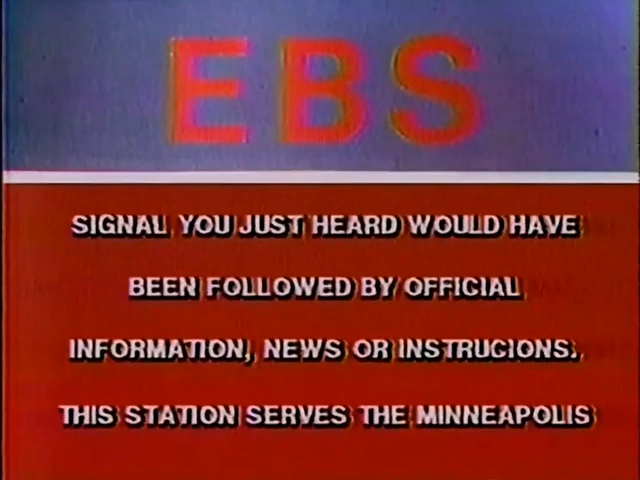 EBS
SIGNAL YOU JUST HEARD WOULD HAVE
BEEN FOLLOWED BY OFFICIAL
INFORMATION, NEWS OR INSTRUCIONS.
THIS STATION SERVES THE MINNEAPOLIS